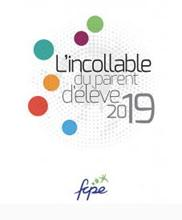 L'incollable
du parent
d'élève
2019
fcpe